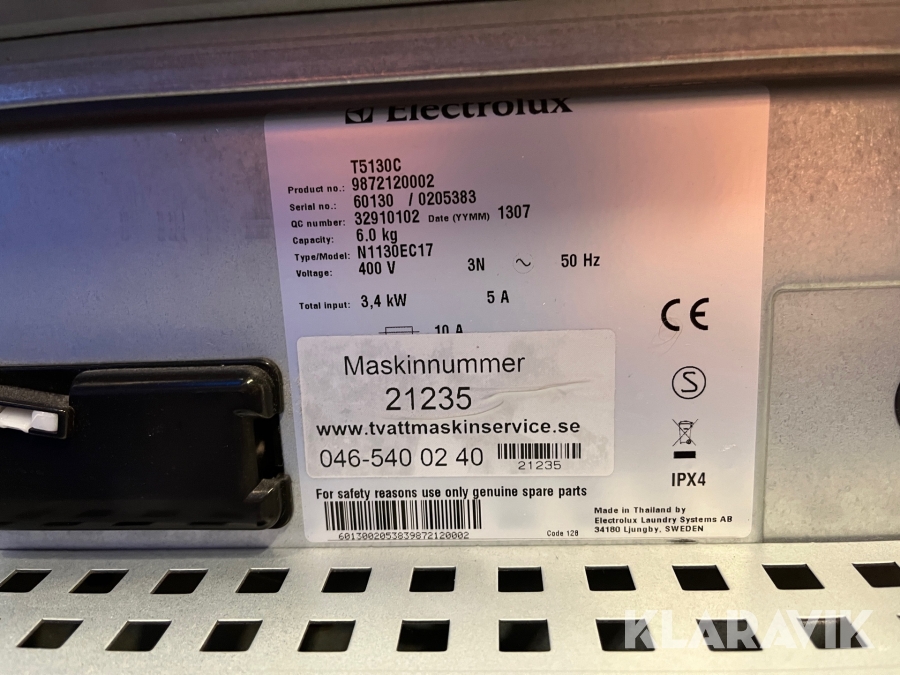 KLARAVIK
Electrolux
T5130C
Product no.: 9872120002
Serial no.: 60130 / 0205383
QC number: 32910102 Date (YYMM) 1307
Capacity: 6.0 kg
Type/Model: N1130EC17
Voltage: 400 V 3N ~ 50 Hz
Total input: 3,4 kW 5 A
10 A
CE
Maskinnummer
21235
www.tvattmaskinservice.se
046-540 02 40
21235
S
IPX4
For safety reasons use only genuine spare parts
6013002053839872120002
Code 128
Made in Thailand by
Electrolux Laundry Systems AB
34180 Ljungby, SWEDEN
KLARAVIK